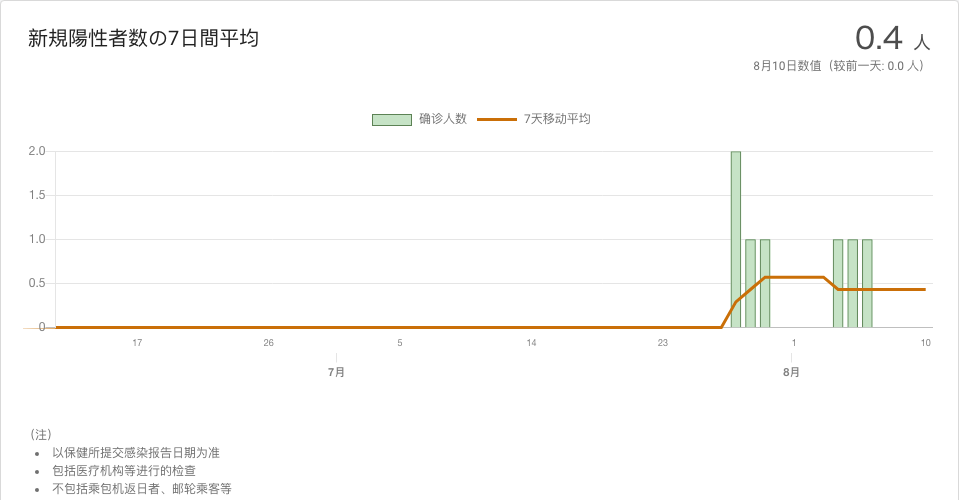 新規陽性者数の7日間平均
0.4 人
8月10日数值（较前一天: 0.0 人）
确诊人数 7天移动平均
2.0
1.5
1.0
0.5
0
17 26 5 14 23 1 10
7月 8月
（注）
• 以保健所提交感染报告日期为准
• 包括医疗机构等进行的检查
• 不包括乘包机返日者、邮轮乘客等